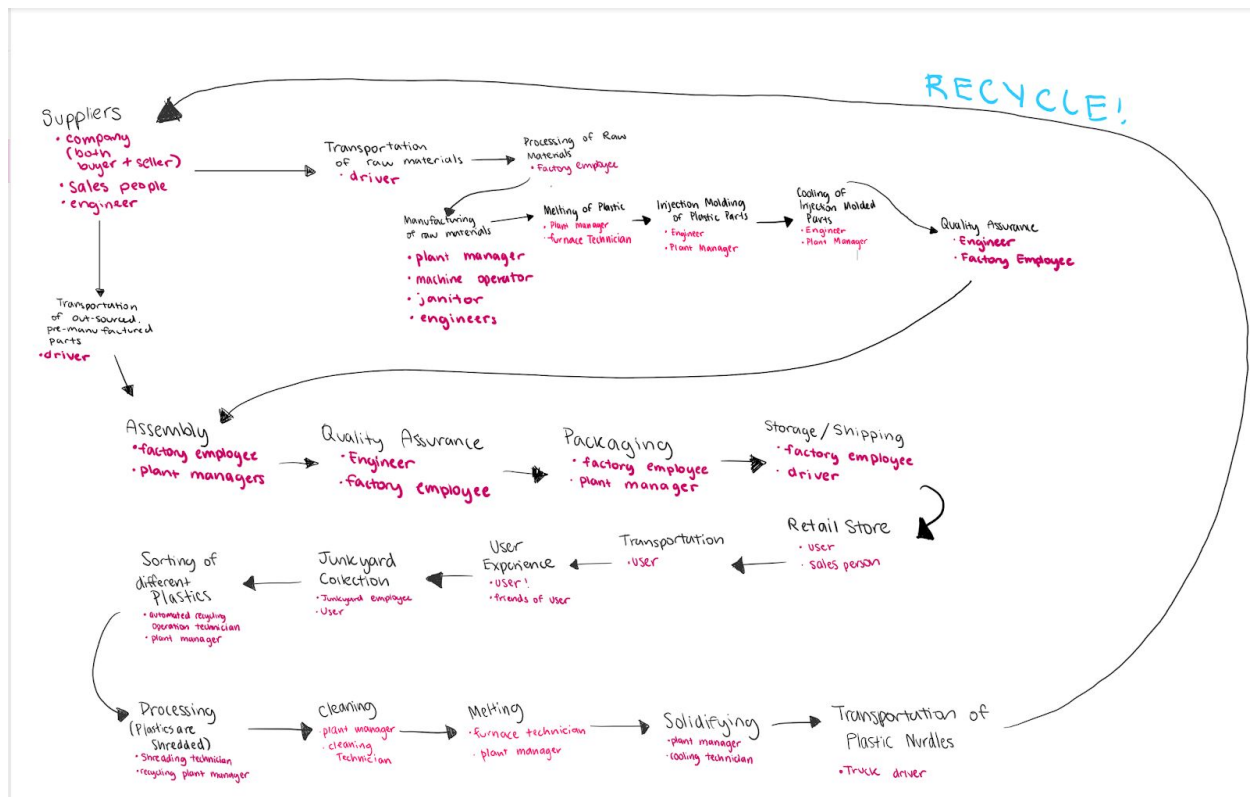 RECYCLE!
Suppliers
• company
(both
buyer + seller)
• sales people
• engineer
Transportation
of raw materials
• driver
Processing of Raw
Materials
• Factory employee
Manufacturing
of raw materials
• plant manager
• machine operator
• janitor
• engineers
Melting of Plastic
• Plant manager
• furnace Technician
Injection Molding
of Plastic Parts
• Engineer
• Plant Manager
Cooling of
Injection Molded
Parts
• Engineer
• Plant Manager
Quality Assurance
• Engineer
• Factory Employee
Transportation
of out-sourced,
pre-manufactured
parts
• driver
Assembly
• factory employee
• plant managers
Quality Assurance
• Engineer
• factory employee
Packaging
• factory employee
• plant manager
Storage/Shipping
• factory employee
• driver
Retail Store
• user
• sales person
Transportation
• user
User
Experience
• user!
• friends of user
Junkyard
Collection
• Junkyard employee
• User
Sorting of
different
Plastics
• automated recycling
operation technician
• plant manager
Processing
(Plastics are
Shredded)
• Shreading technician
• recycling plant manager
Cleaning
• plant manager
• cleaning
Technician
Melting
• furnace technician
• plant manager
Solidifying
• plant manager
• cooling technician
Transportation of
Plastic Nurdles
• Truck driver